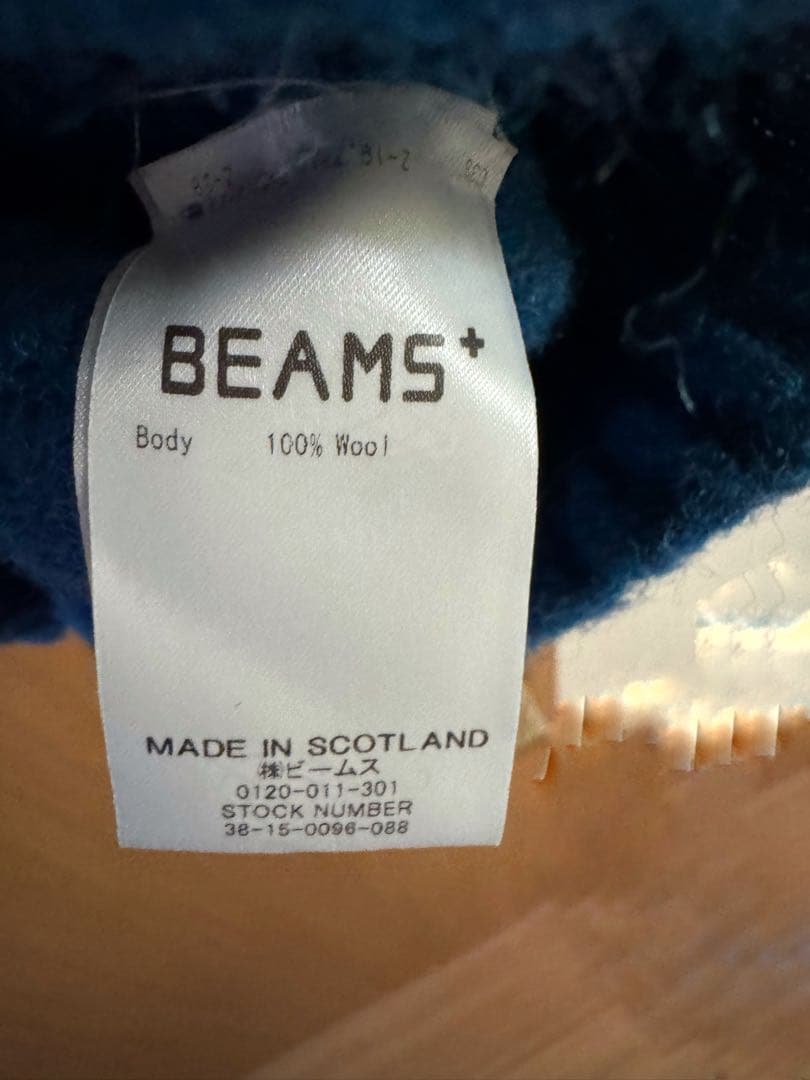 BEAMS+
Body 100% Wool
MADE IN SCOTLAND
㈱ビームス
0120-011-301
STOCK NUMBER
38-15-0096-088